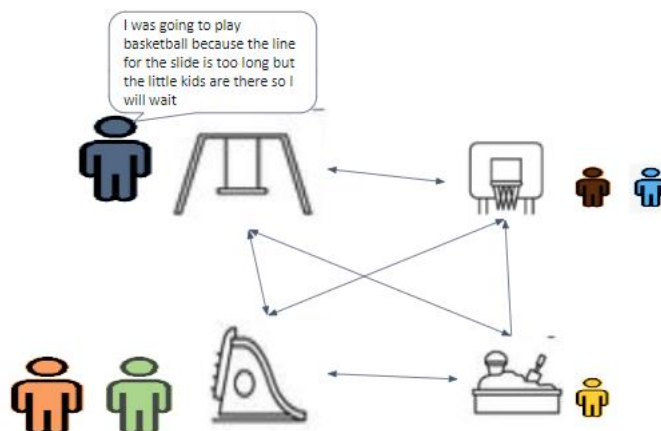 I was going to play
basketball because the line
for the slide is too long but
the little kids are there so I
will wait